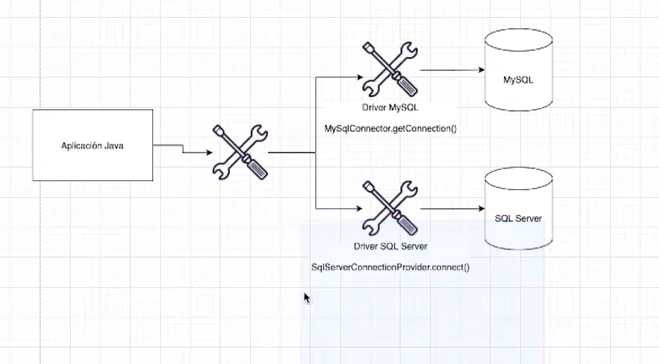 Aplicación Java
Driver MySQL
MySqlConnector.getConnection()
MySQL
Driver SQL Server
SqlServerConnectionProvider.connect()
SQL Server